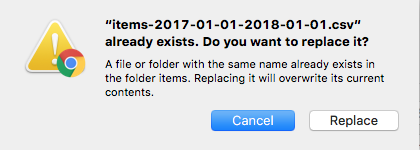 “items-2017-01-01-2018-01-01.csv”
already exists. Do you want to replace it?
A file or folder with the same name already exists in
the folder items. Replacing it will overwrite its current
contents.
Cancel
Replace